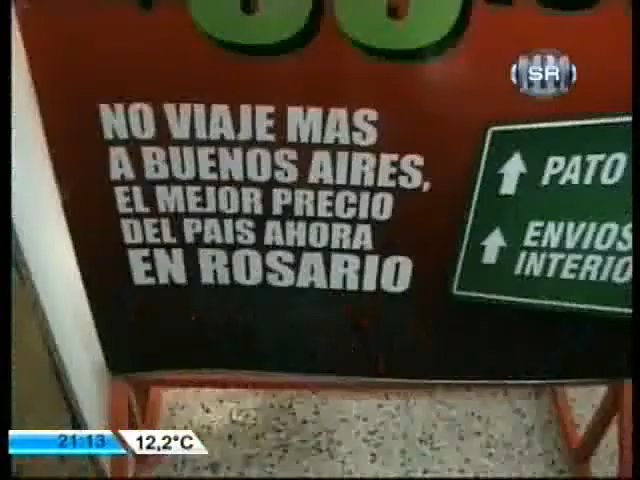 SR
NO VIAJE MAS
A BUENOS AIRES,
EL MEJOR PRECIO
DEL PAIS AHORA
EN ROSARIO
PATO
ENVIOS
INTERIO
21:13 12,2°C